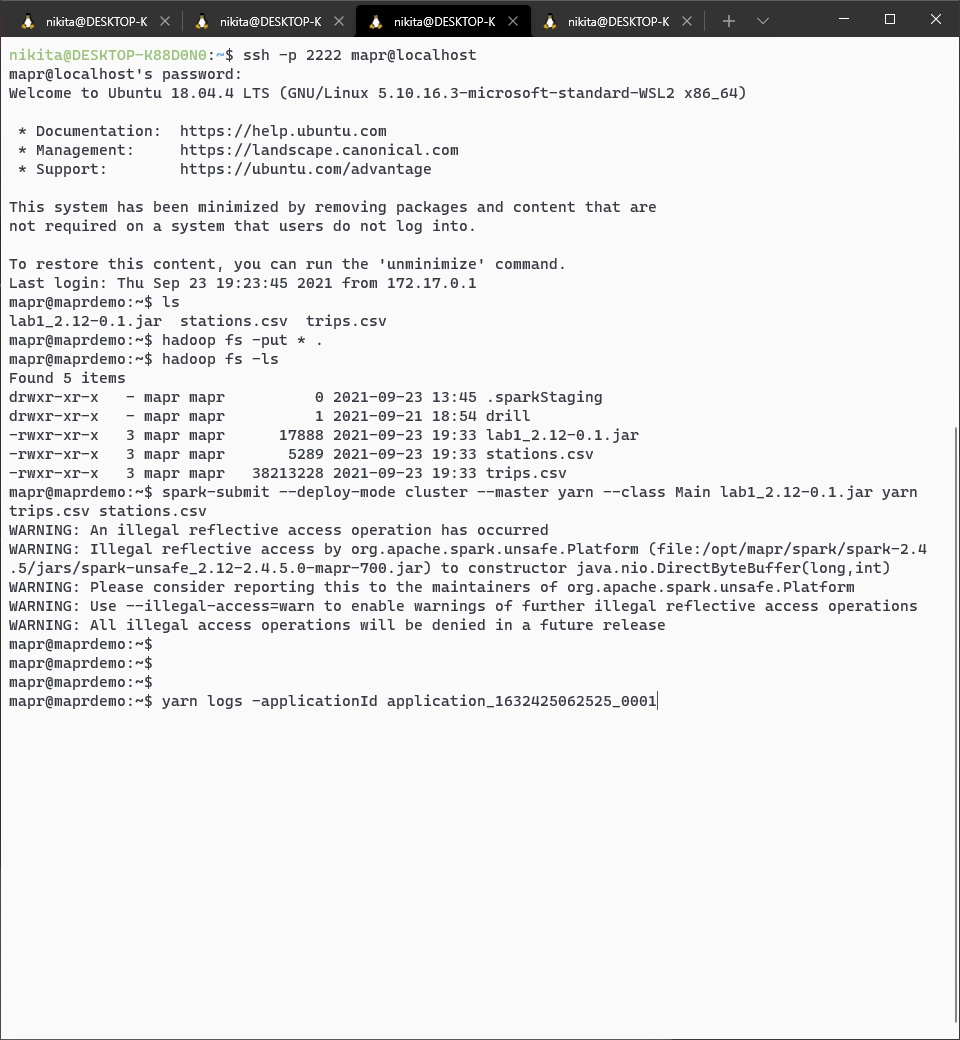 nikita@DESKTOP-K nikita@DESKTOP-K nikita@DESKTOP-K nikita@DESKTOP-K
nikita@DESKTOP-K88D0N0:~$ ssh -p 2222 mapr@localhost
mapr@localhost's password:
Welcome to Ubuntu 18.04.4 LTS (GNU/Linux 5.10.16.3-microsoft-standard-WSL2 x86_64)
* Documentation: https://help.ubuntu.com
* Management: https://landscape.canonical.com
* Support: https://ubuntu.com/advantage
This system has been minimized by removing packages and content that are
not required on a system that users do not log into.
To restore this content, you can run the 'unminimize' command.
Last login: Thu Sep 23 19:23:45 2021 from 172.17.0.1
mapr@maprdemo:~$ ls
lab1_2.12-0.1.jar stations.csv trips.csv
mapr@maprdemo:~$ hadoop fs -put * .
mapr@maprdemo:~$ hadoop fs -ls
Found 5 items
drwxr-xr-x - mapr mapr 0 2021-09-23 13:45 .sparkStaging
drwxr-xr-x - mapr mapr 1 2021-09-21 18:54 drill
-rwxr-xr-x 3 mapr mapr 17888 2021-09-23 19:33 lab1_2.12-0.1.jar
-rwxr-xr-x 3 mapr mapr 5289 2021-09-23 19:33 stations.csv
-rwxr-xr-x 3 mapr mapr 38213228 2021-09-23 19:33 trips.csv
mapr@maprdemo:~$ spark-submit --deploy-mode cluster --master yarn --class Main lab1_2.12-0.1.jar yarn
trips.csv stations.csv
WARNING: An illegal reflective access operation has occurred
WARNING: Illegal reflective access by org.apache.spark.unsafe.Platform (file:/opt/mapr/spark/spark-2.4
.5/jars/spark-unsafe_2.12-2.4.5.0-mapr-700.jar) to constructor java.nio.DirectByteBuffer(long,int)
WARNING: Please consider reporting this to the maintainers of org.apache.spark.unsafe.Platform
WARNING: Use --illegal-access=warn to enable warnings of further illegal reflective access operations
WARNING: All illegal access operations will be denied in a future release
mapr@maprdemo:~$
mapr@maprdemo:~$
mapr@maprdemo:~$
mapr@maprdemo:~$ yarn logs -applicationId application_1632425062525_0001